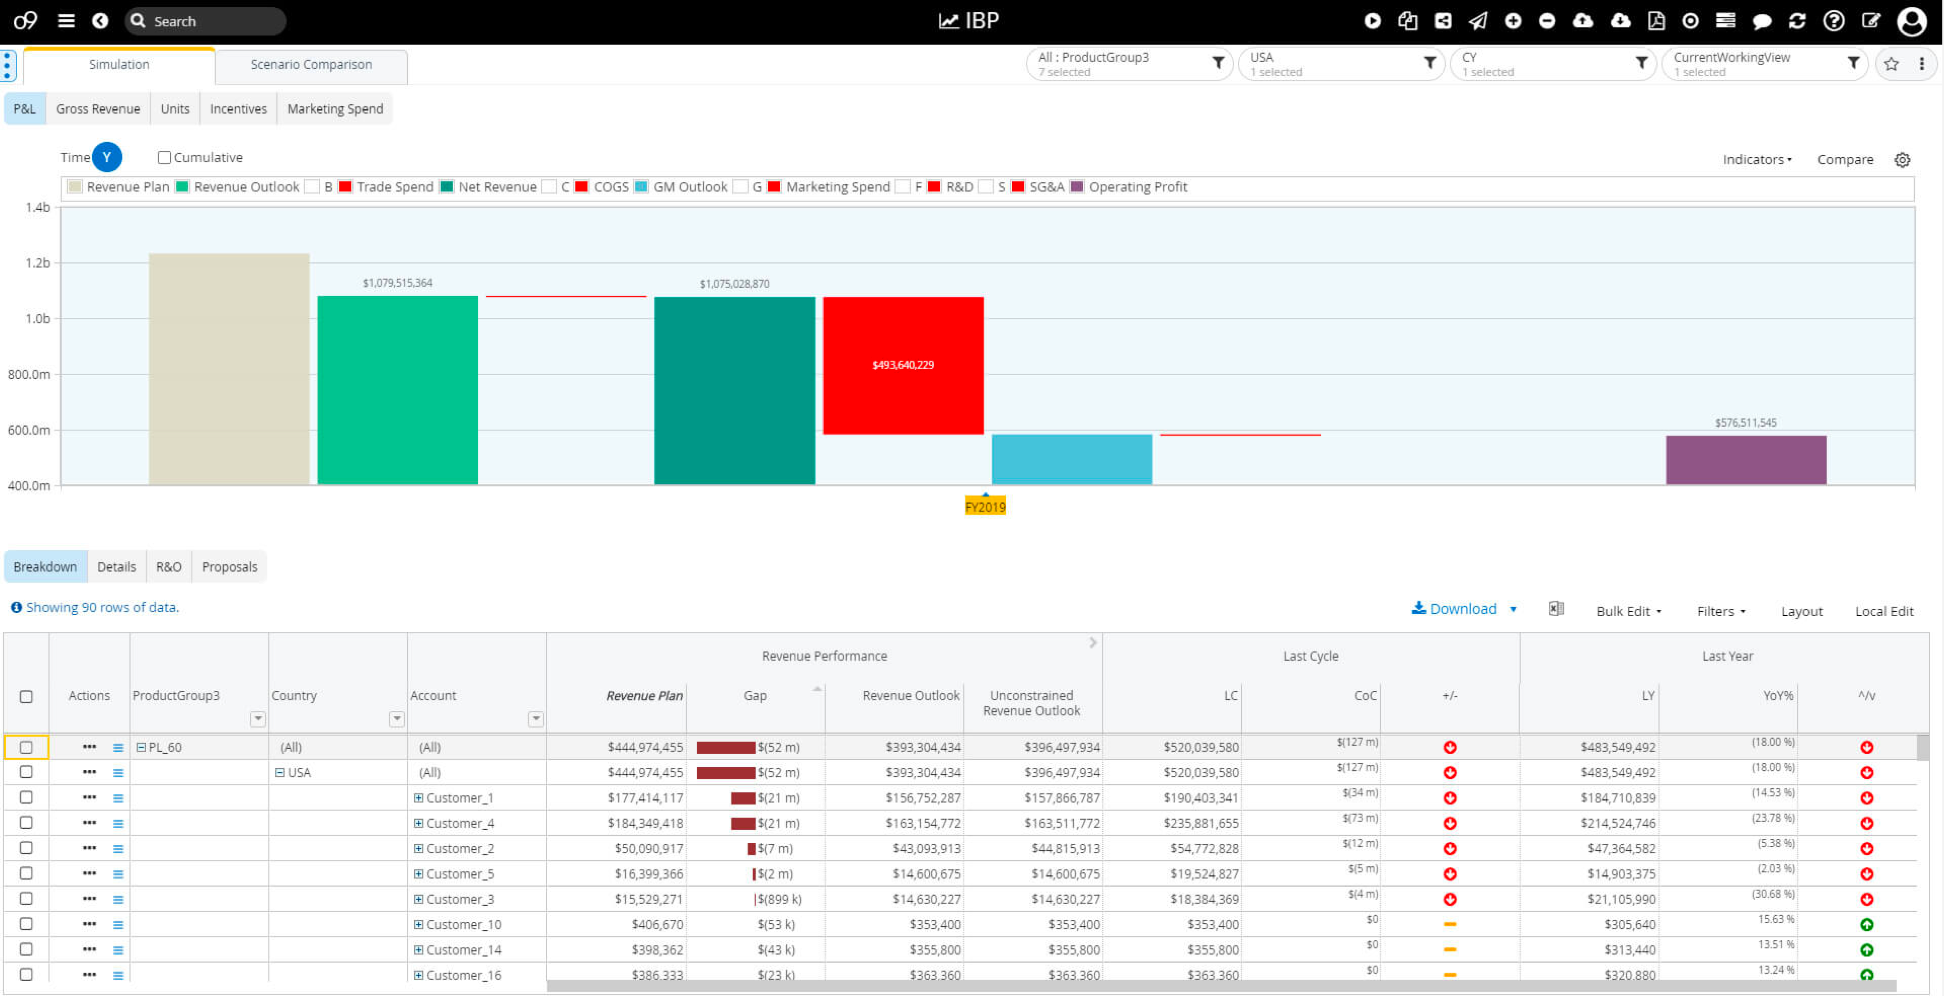 o9 Search IBP
Simulation Scenario Comparison All : ProductGroup3 USA CY CurrentWorkingView
7 selected 1 selected 1 selected 1 selected
P&L Gross Revenue Units Incentives Marketing Spend
Time Y Cumulative Indicators Compare
Revenue Plan Revenue Outlook B Trade Spend Net Revenue C COGS GM Outlook G Marketing Spend F R&D S SG&A Operating Profit
1.4b
1.2b
$1,079,515,364 $1,075,028,870
1.0b
$493,640,229
800.0m
600.0m
$576,511,545
400.0m
FY2019
Breakdown Details R&O Proposals
Showing 90 rows of data. Download Bulk Edit Filters Layout Local Edit
Revenue Performance Last Cycle Last Year
Actions ProductGroup3 Country Account Revenue Plan Gap Revenue Outlook Unconstrained Revenue Outlook LC CoC +/- LY YoY% ^/v
PL_60 (All) (All) $444,974,455 $(52 m) $393,304,434 $396,497,934 $520,039,580 $(127 m) $483,549,492 (18.00 %)
USA (All) $444,974,455 $(52 m) $393,304,434 $396,497,934 $520,039,580 $(127 m) $483,549,492 (18.00 %)
Customer_1 $177,414,117 $(21 m) $156,752,287 $157,866,787 $190,403,341 $(34 m) $184,710,839 (14.53 %)
Customer_4 $184,349,418 $(21 m) $163,154,772 $163,511,772 $235,881,655 $(73 m) $214,524,746 (23.78 %)
Customer_2 $50,090,917 $(7 m) $43,093,913 $44,815,913 $54,772,828 $(12 m) $47,364,582 (5.38 %)
Customer_5 $16,399,366 $(2 m) $14,600,675 $14,600,675 $19,524,827 $(5 m) $14,903,375 (2.03 %)
Customer_3 $15,529,271 $(899 k) $14,630,227 $14,630,227 $18,384,369 $(4 m) $21,105,990 (30.68 %)
Customer_10 $406,670 $(53 k) $353,400 $353,400 $353,400 $0 $305,640 15.63 %
Customer_14 $398,362 $(43 k) $355,800 $355,800 $355,800 $0 $313,440 13.51 %
Customer_16 $386,333 $(23 k) $363,360 $363,360 $363,360 $0 $320,880 13.24 %